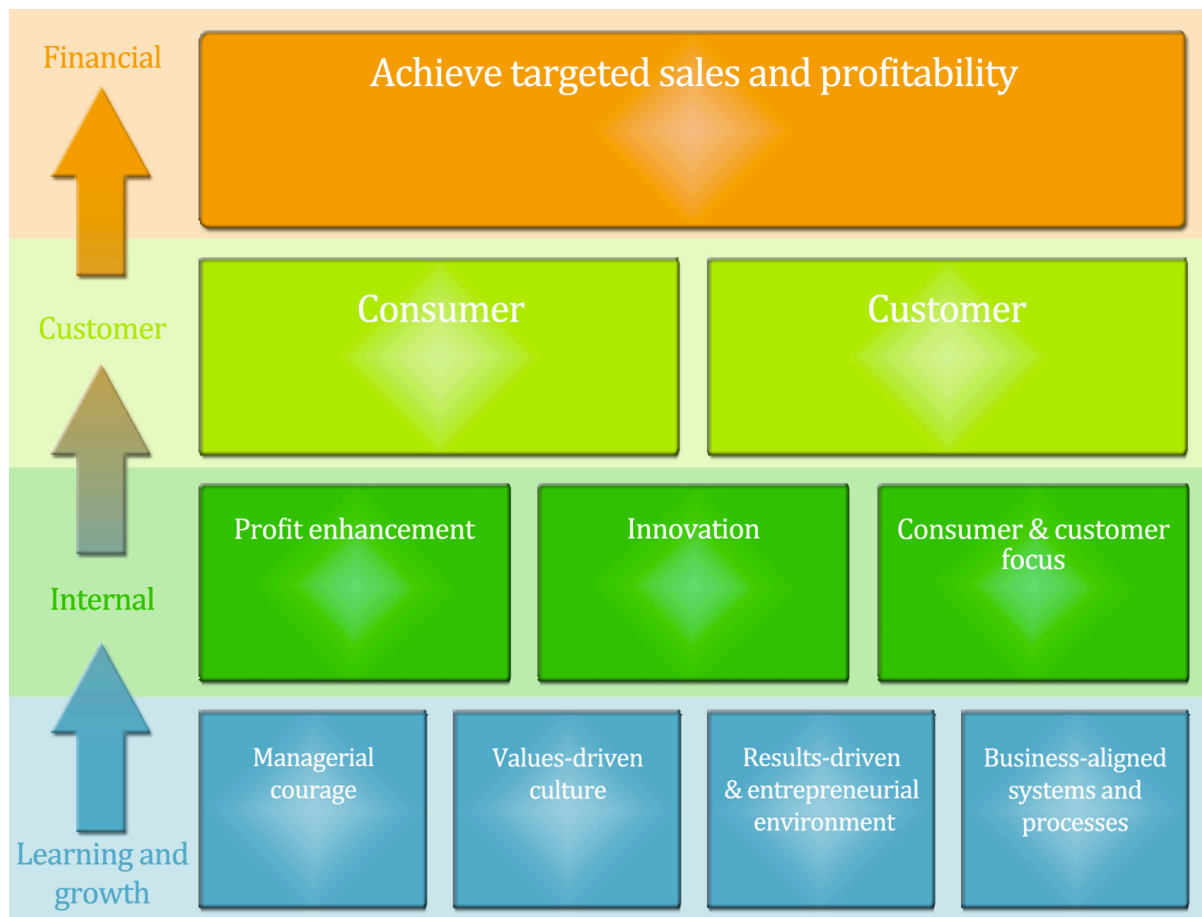 Financial
Achieve targeted sales and profitability
Customer
Consumer
Customer
Internal
Profit enhancement
Innovation
Consumer & customer
focus
Learning and
growth
Managerial
courage
Values-driven
culture
Results-driven
& entrepreneurial
environment
Business-aligned
systems and
processes